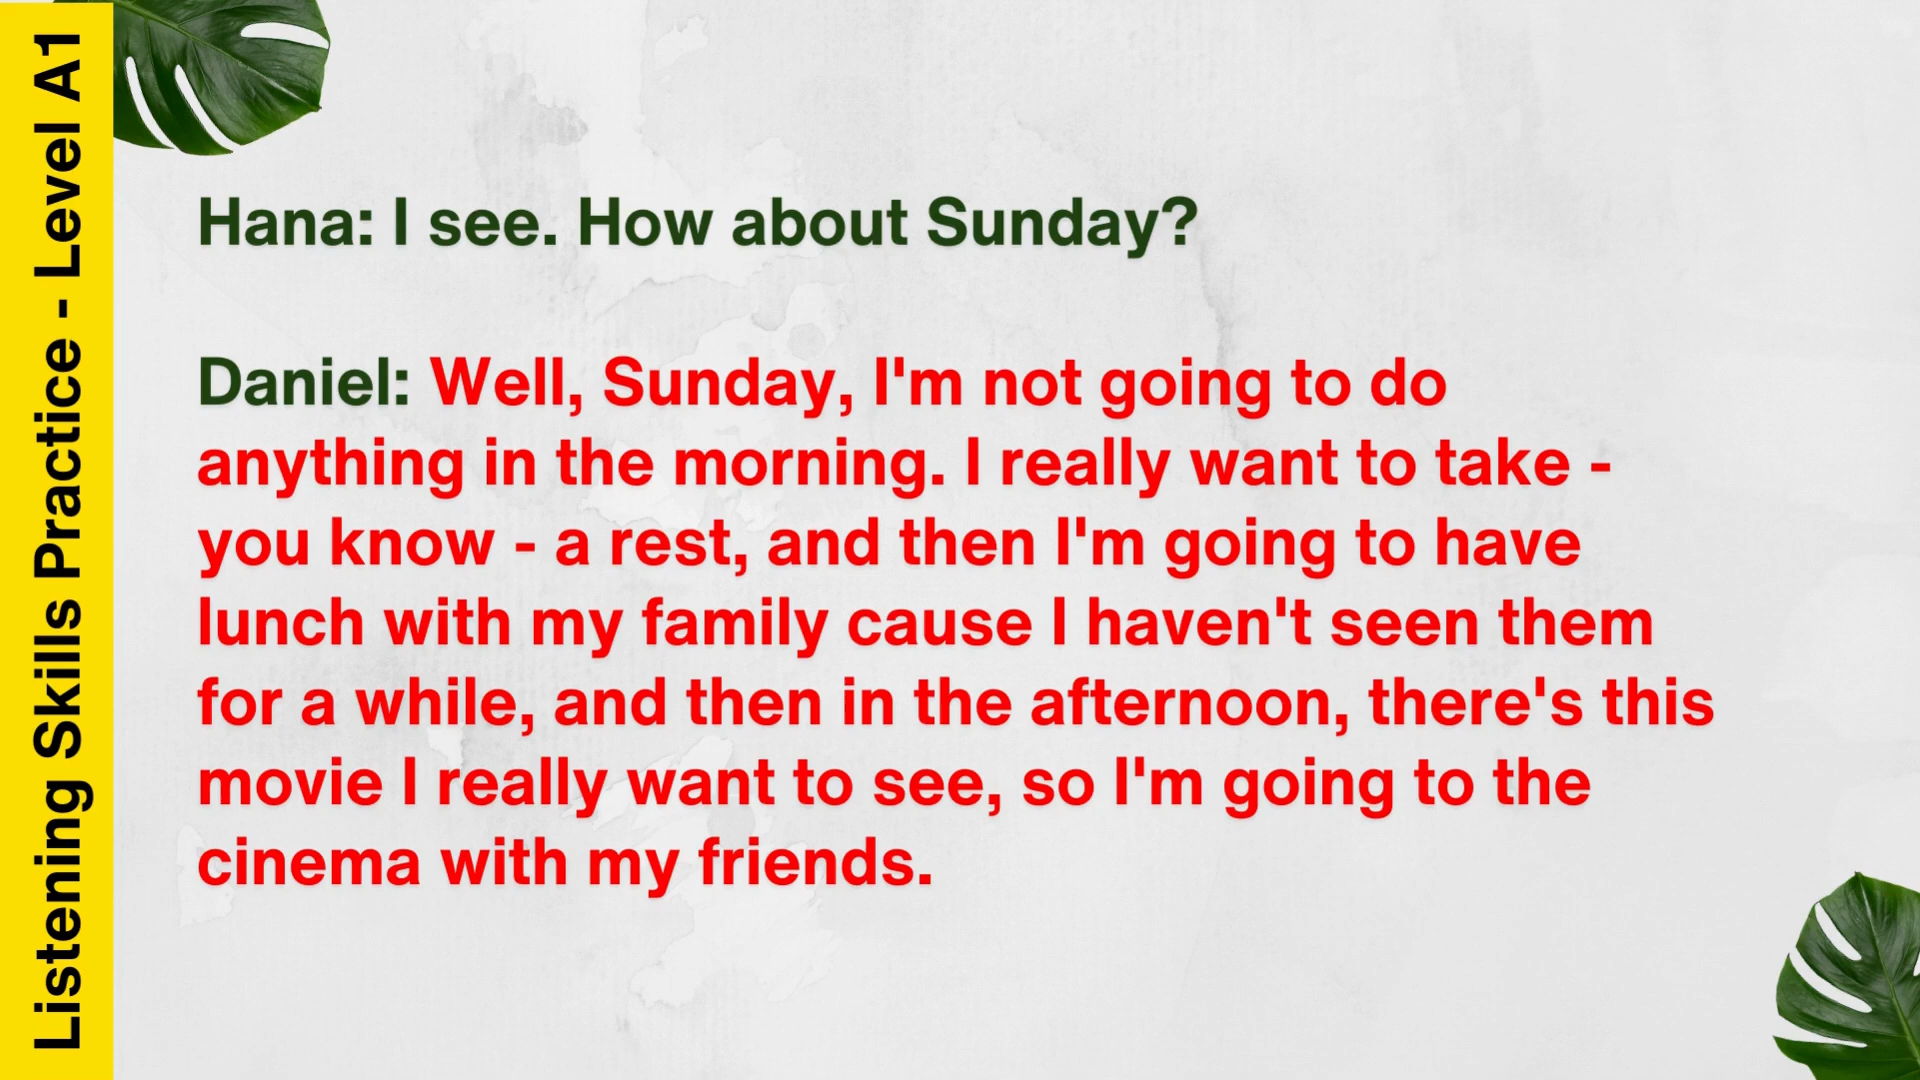 Listening Skills Practice - Level A1
Hana: I see. How about Sunday?
Daniel: Well, Sunday, I'm not going to do
anything in the morning. I really want to take -
you know - a rest, and then I'm going to have
lunch with my family cause I haven't seen them
for a while, and then in the afternoon, there's this
movie I really want to see, so I'm going to the
cinema with my friends.